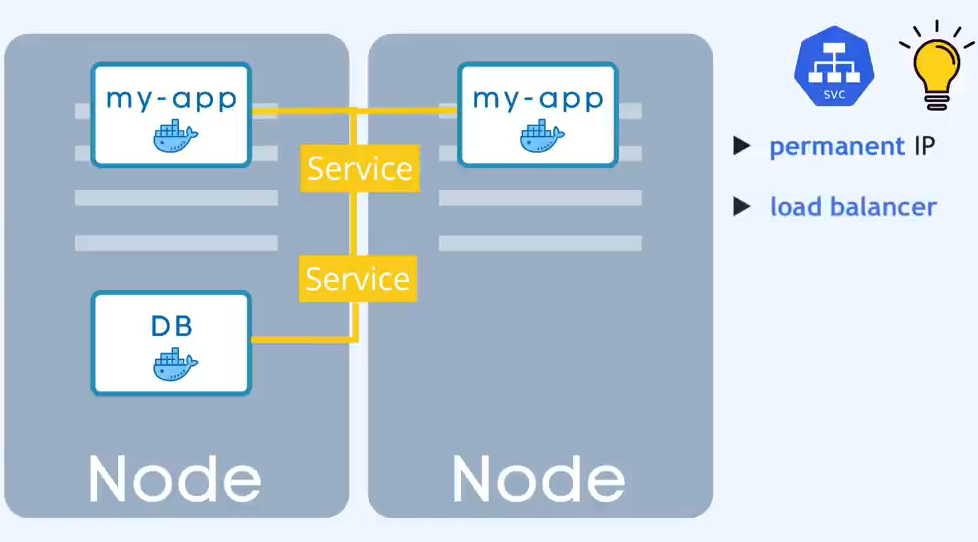 my-app
my-app
Service
Service
DB
Node
Node
svc
permanent IP
load balancer